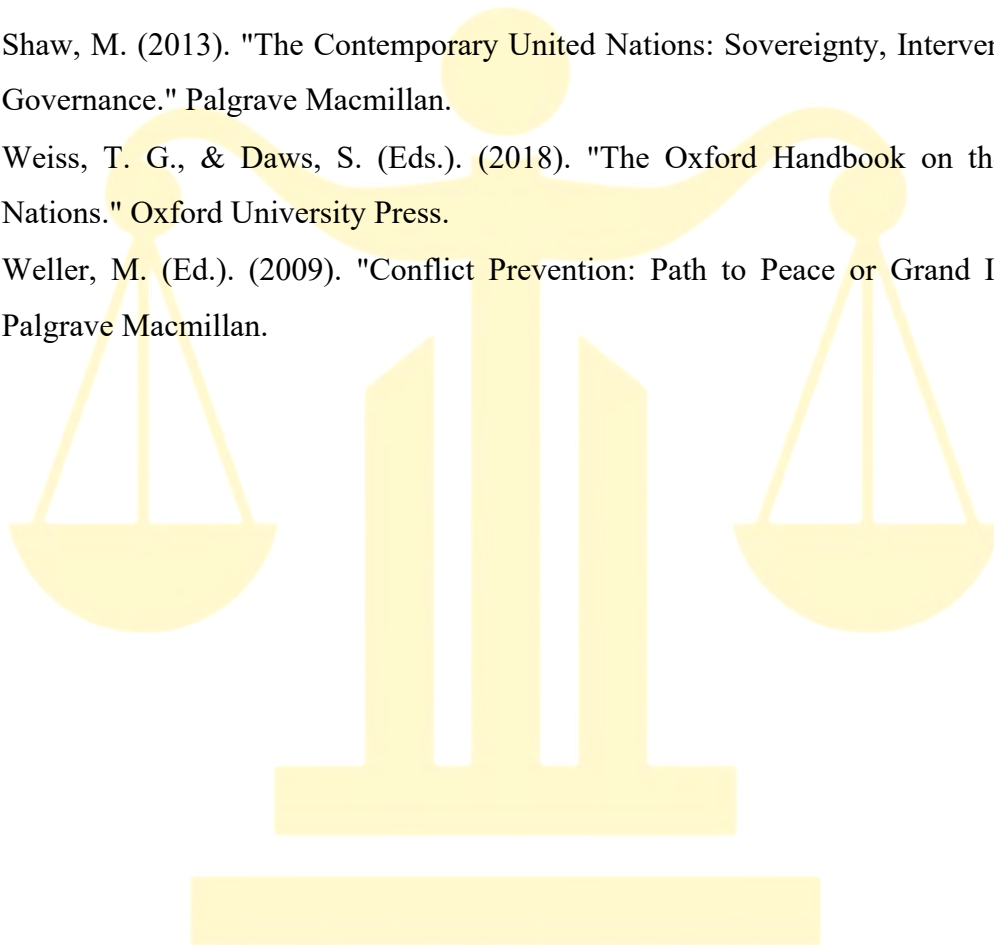 Shaw, M. (2013). "The Contemporary United Nations: Sovereignty, Interver
Governance." Palgrave Macmillan.
Weiss, T. G., & Daws, S. (Eds.). (2018). "The Oxford Handbook on th
Nations." Oxford University Press.
Weller, M. (Ed.). (2009). "Conflict Prevention: Path to Peace or Grand I
Palgrave Macmillan.